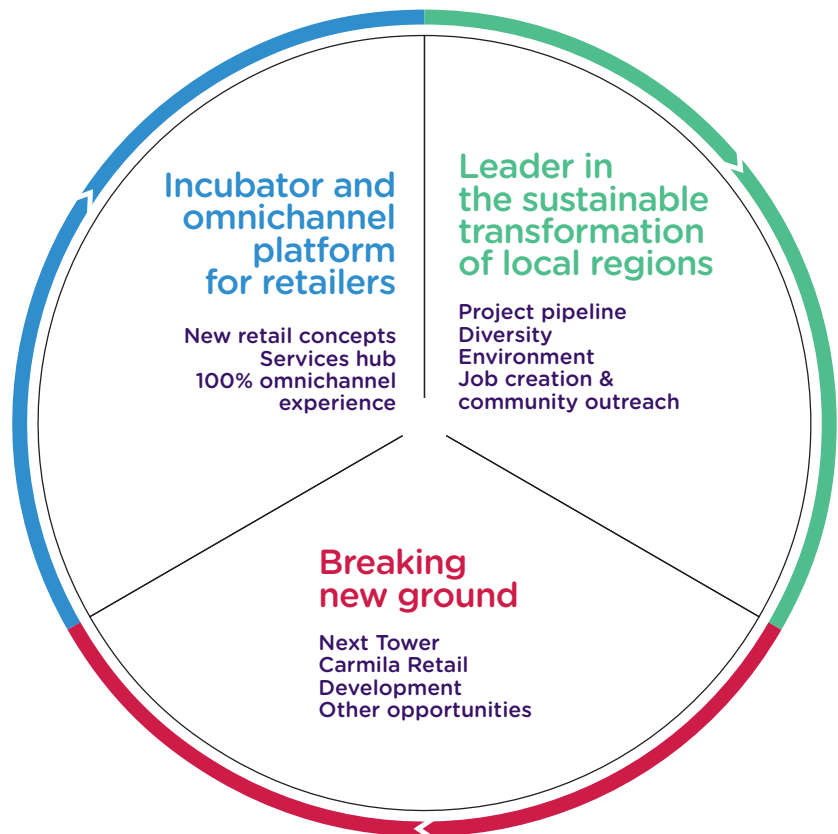 Incubator and
omnichannel
platform
for retailers
New retail concepts
Services hub
100% omnichannel
experience
Leader in
the sustainable
transformation
of local regions
Project pipeline
Diversity
Environment
Job creation &
community outreach
Breaking
new ground
Next Tower
Carmila Retail
Development
Other opportunities